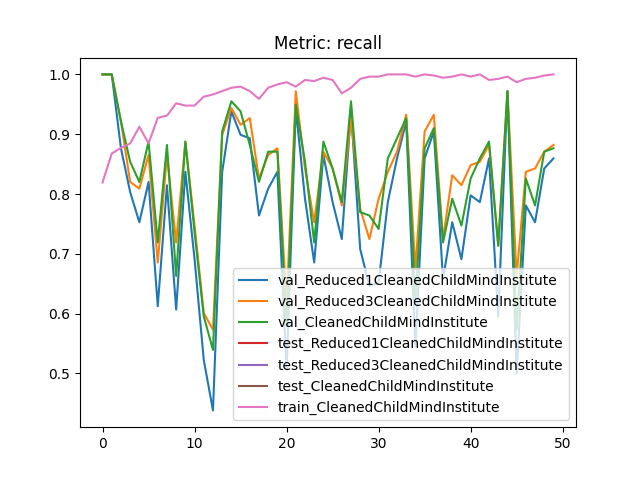 Metric: recall
1.0
0.9
0.8
0.7
0.6
0.5
val_Reduced1CleanedChildMindInstitute
val_Reduced3CleanedChildMindInstitute
val_CleanedChildMindInstitute
test_Reduced1CleanedChildMindInstitute
test_Reduced3CleanedChildMindInstitute
test_CleanedChildMindInstitute
train_CleanedChildMindInstitute
0 10 20 30 40 50